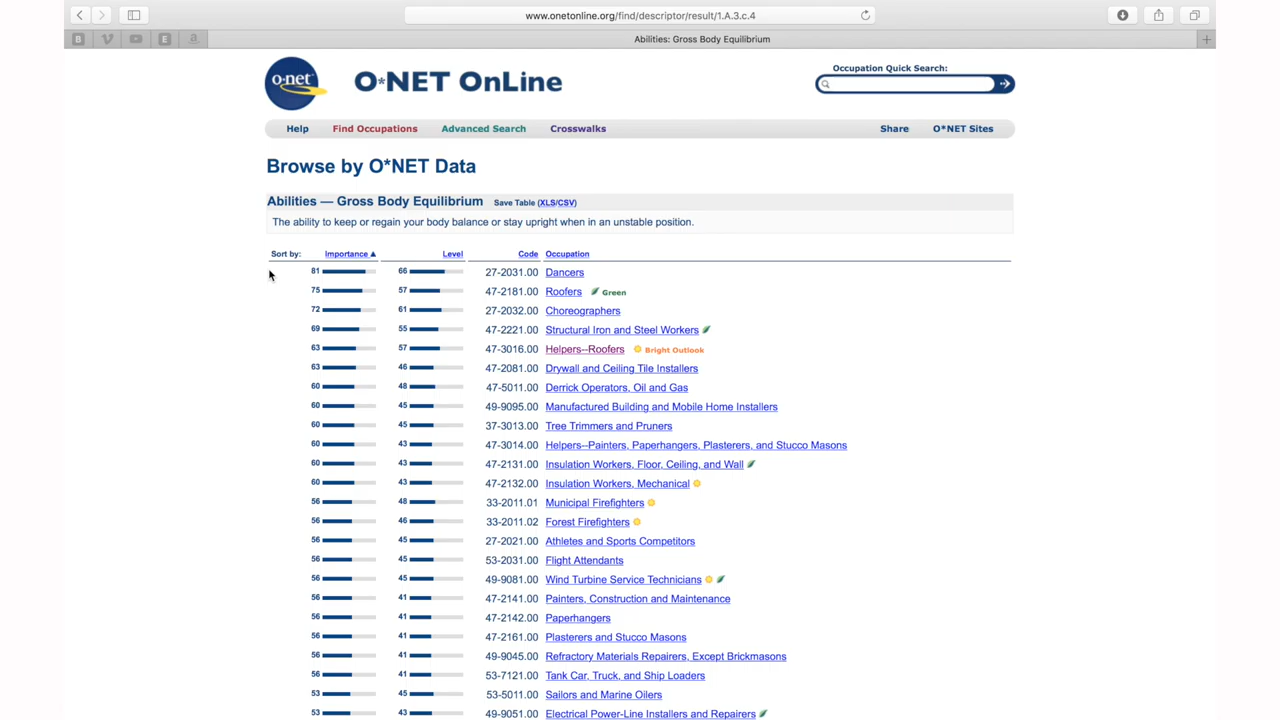 www.onetonline.org/find/descriptor/result/1.A.3.c.4
B E a Abilities: Gross Body Equilibrium
o*net O*NET OnLine
Occupation Quick Search:
Help Find Occupations Advanced Search Crosswalks Share O*NET Sites
Browse by O*NET Data
Abilities — Gross Body Equilibrium Save Table (XLS/CSV)
The ability to keep or regain your body balance or stay upright when in an unstable position.
Sort by: Importance ▲ Level Code Occupation
81 66 27-2031.00 Dancers
75 57 47-2181.00 Roofers Green
72 61 27-2032.00 Choreographers
69 55 47-2221.00 Structural Iron and Steel Workers
63 57 47-3016.00 Helpers--Roofers Bright Outlook
63 46 47-2081.00 Drywall and Ceiling Tile Installers
60 48 47-5011.00 Derrick Operators, Oil and Gas
60 45 49-9095.00 Manufactured Building and Mobile Home Installers
60 45 37-3013.00 Tree Trimmers and Pruners
60 43 47-3014.00 Helpers--Painters, Paperhangers, Plasterers, and Stucco Masons
60 43 47-2131.00 Insulation Workers, Floor, Ceiling, and Wall
60 43 47-2132.00 Insulation Workers, Mechanical
56 48 33-2011.01 Municipal Firefighters
56 46 33-2011.02 Forest Firefighters
56 45 27-2021.00 Athletes and Sports Competitors
56 45 53-2031.00 Flight Attendants
56 45 49-9081.00 Wind Turbine Service Technicians
56 41 47-2141.00 Painters, Construction and Maintenance
56 41 47-2142.00 Paperhangers
56 41 47-2161.00 Plasterers and Stucco Masons
56 41 49-9045.00 Refractory Materials Repairers, Except Brickmasons
56 41 53-7121.00 Tank Car, Truck, and Ship Loaders
53 45 53-5011.00 Sailors and Marine Oilers
53 43 49-9051.00 Electrical Power-Line Installers and Repairers